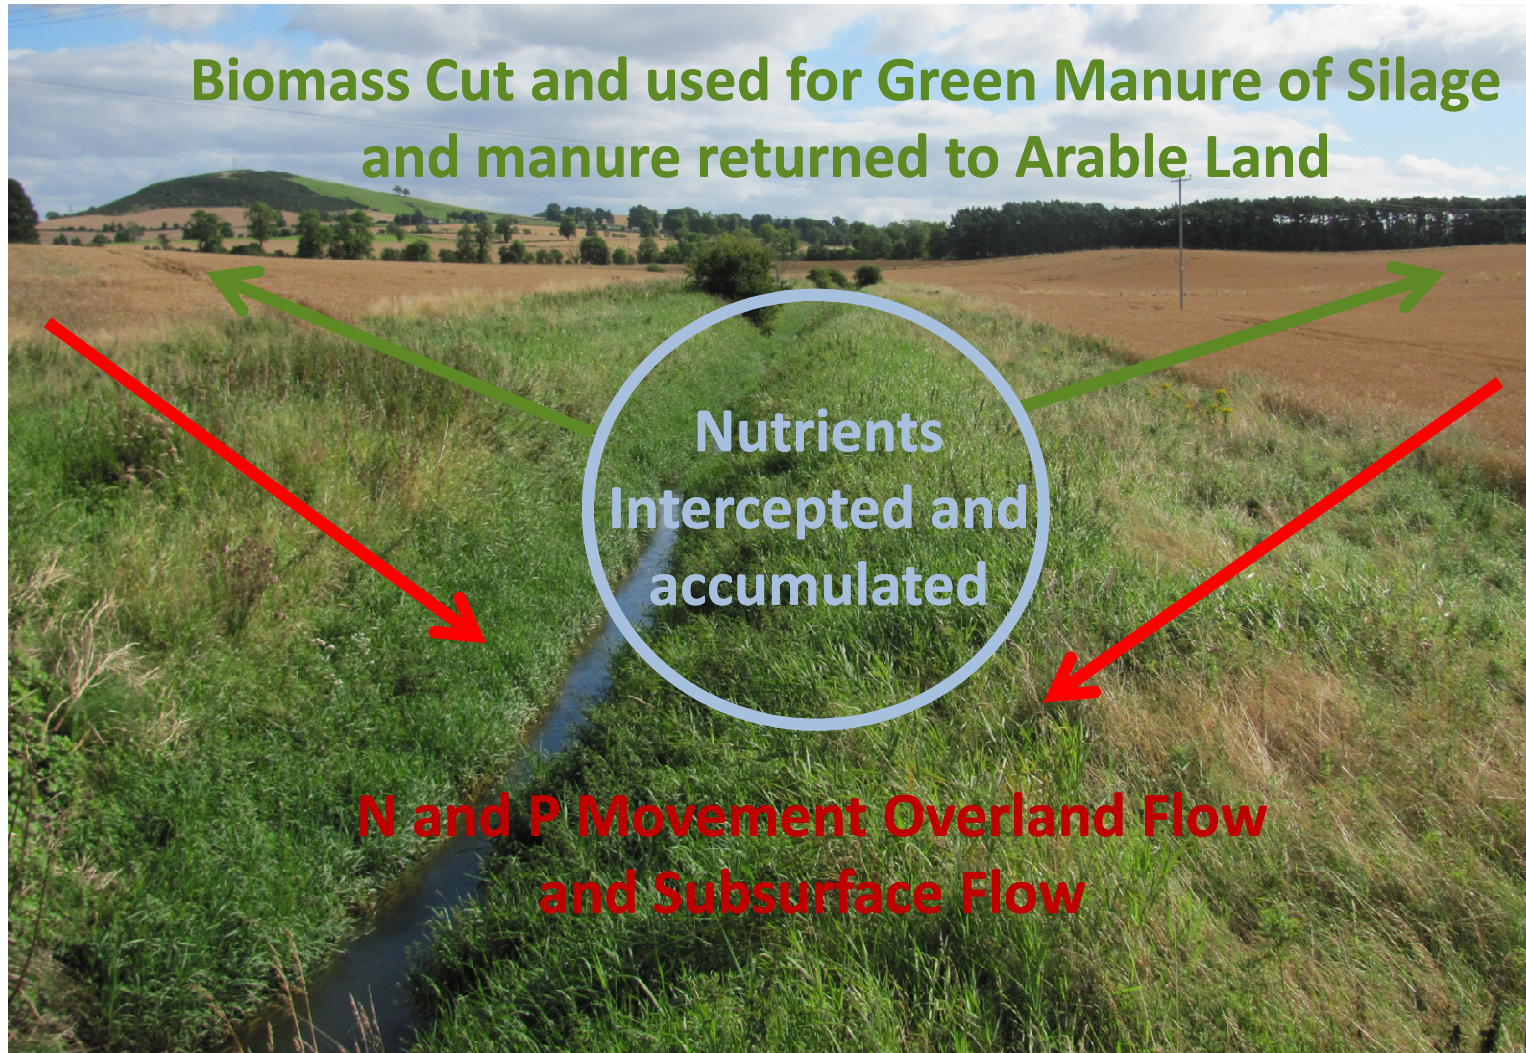 Biomass Cut and used for Green Manure of Silage
and manure returned to Arable Land
Nutrients
Intercepted and
accumulated
N and P Movement Overland Flow
and Subsurface Flow